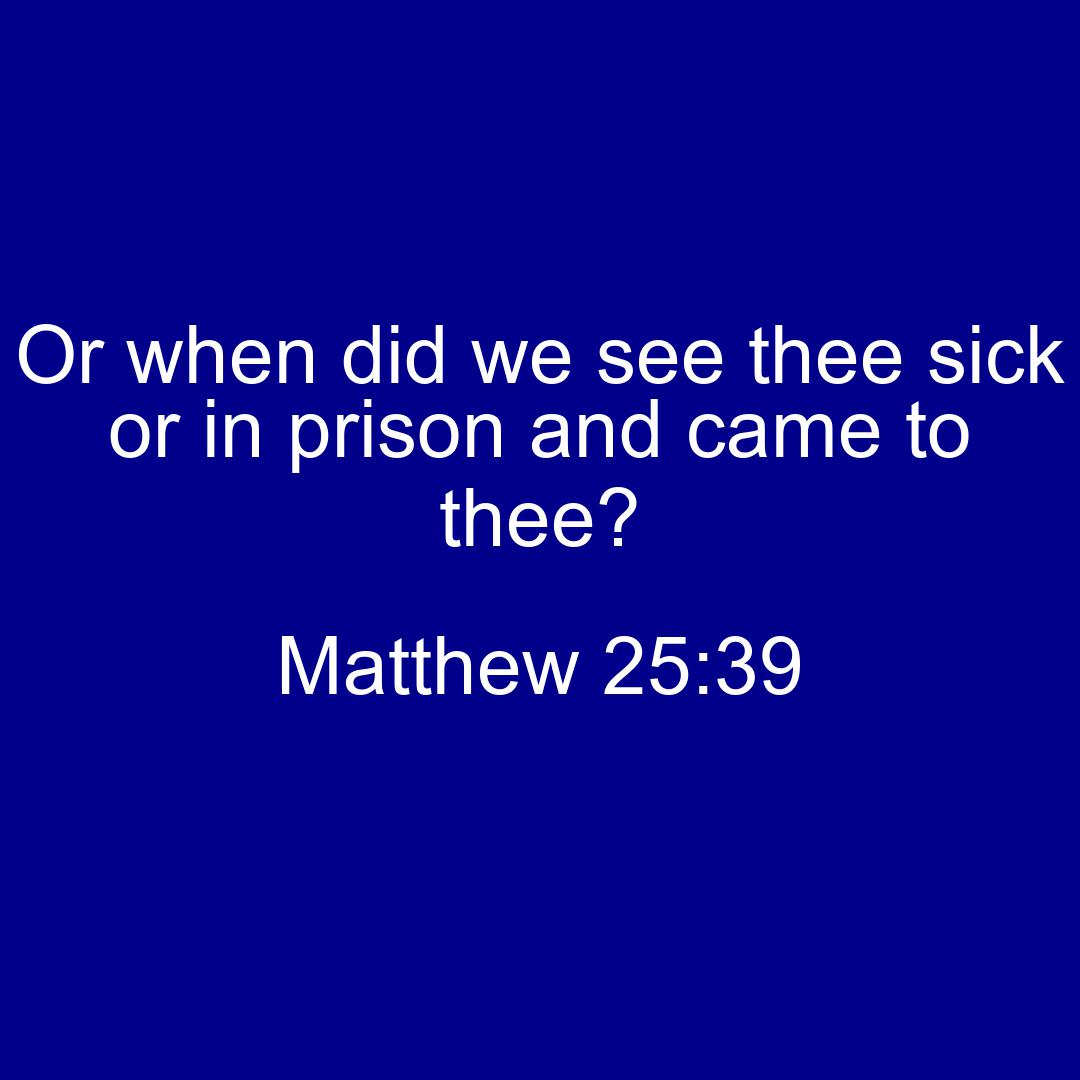 Or when did we see thee sick
or in prison and came to
thee?
Matthew 25:39